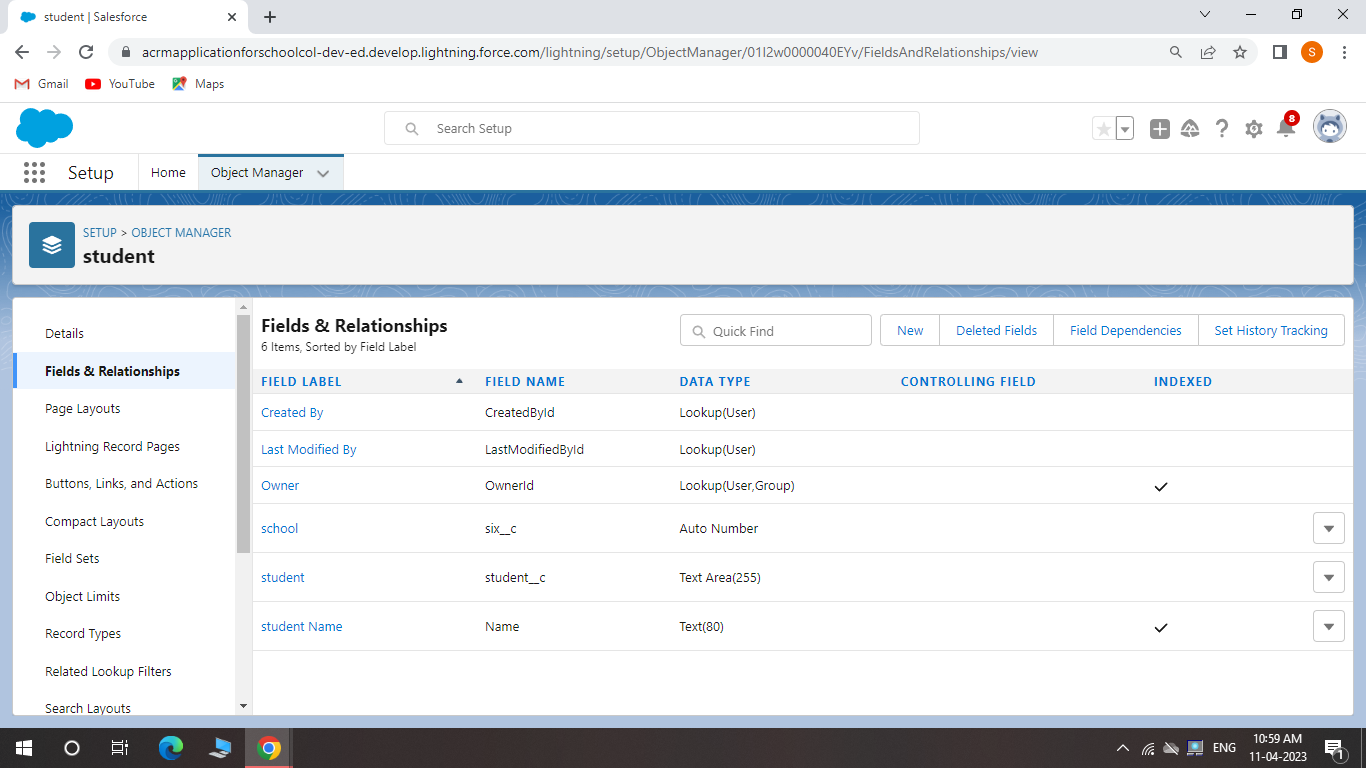 student | Salesforce
acrmapplicationforschoolcol-dev-ed.develop.lightning.force.com/lightning/setup/ObjectManager/01I2w0000040EYv/FieldsAndRelationships/view
S
Gmail YouTube Maps
Search Setup
8
Setup Home Object Manager
SETUP > OBJECT MANAGER
student
Details
Fields & Relationships
Page Layouts
Lightning Record Pages
Buttons, Links, and Actions
Compact Layouts
Field Sets
Object Limits
Record Types
Related Lookup Filters
Search Layouts
Fields & Relationships
6 Items, Sorted by Field Label
Quick Find
New Deleted Fields Field Dependencies Set History Tracking
FIELD LABEL FIELD NAME DATA TYPE CONTROLLING FIELD INDEXED
Created By CreatedById Lookup(User)
Last Modified By LastModifiedById Lookup(User)
Owner OwnerId Lookup(User,Group)
school six__c Auto Number
student student__c Text Area(255)
student Name Name Text(80)
ENG
10:59 AM
11-04-2023
1